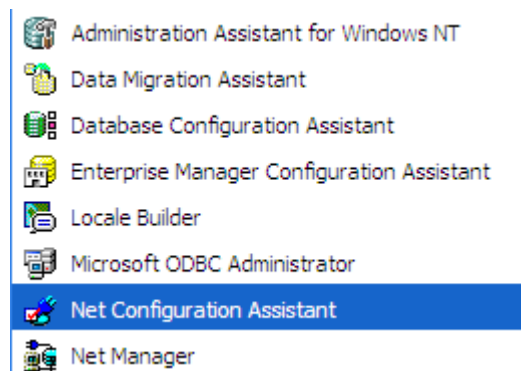 Administration Assistant for Windows NT
Data Migration Assistant
Database Configuration Assistant
Enterprise Manager Configuration Assistant
Locale Builder
Microsoft ODBC Administrator
Net Configuration Assistant
Net Manager